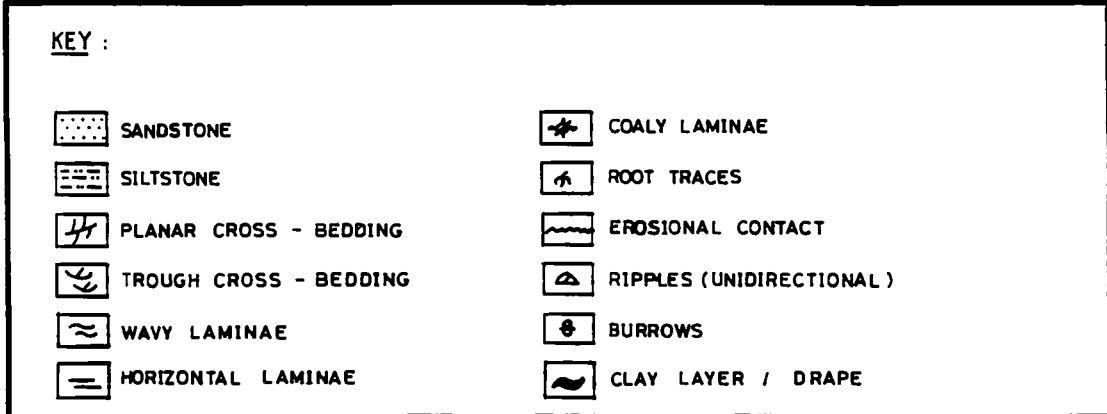 KEY :
SANDSTONE
SILTSTONE
PLANAR CROSS - BEDDING
TROUGH CROSS - BEDDING
WAVY LAMINAE
HORIZONTAL LAMINAE
COALY LAMINAE
ROOT TRACES
EROSIONAL CONTACT
RIPPLES (UNIDIRECTIONAL)
BURROWS
CLAY LAYER / DRAPE